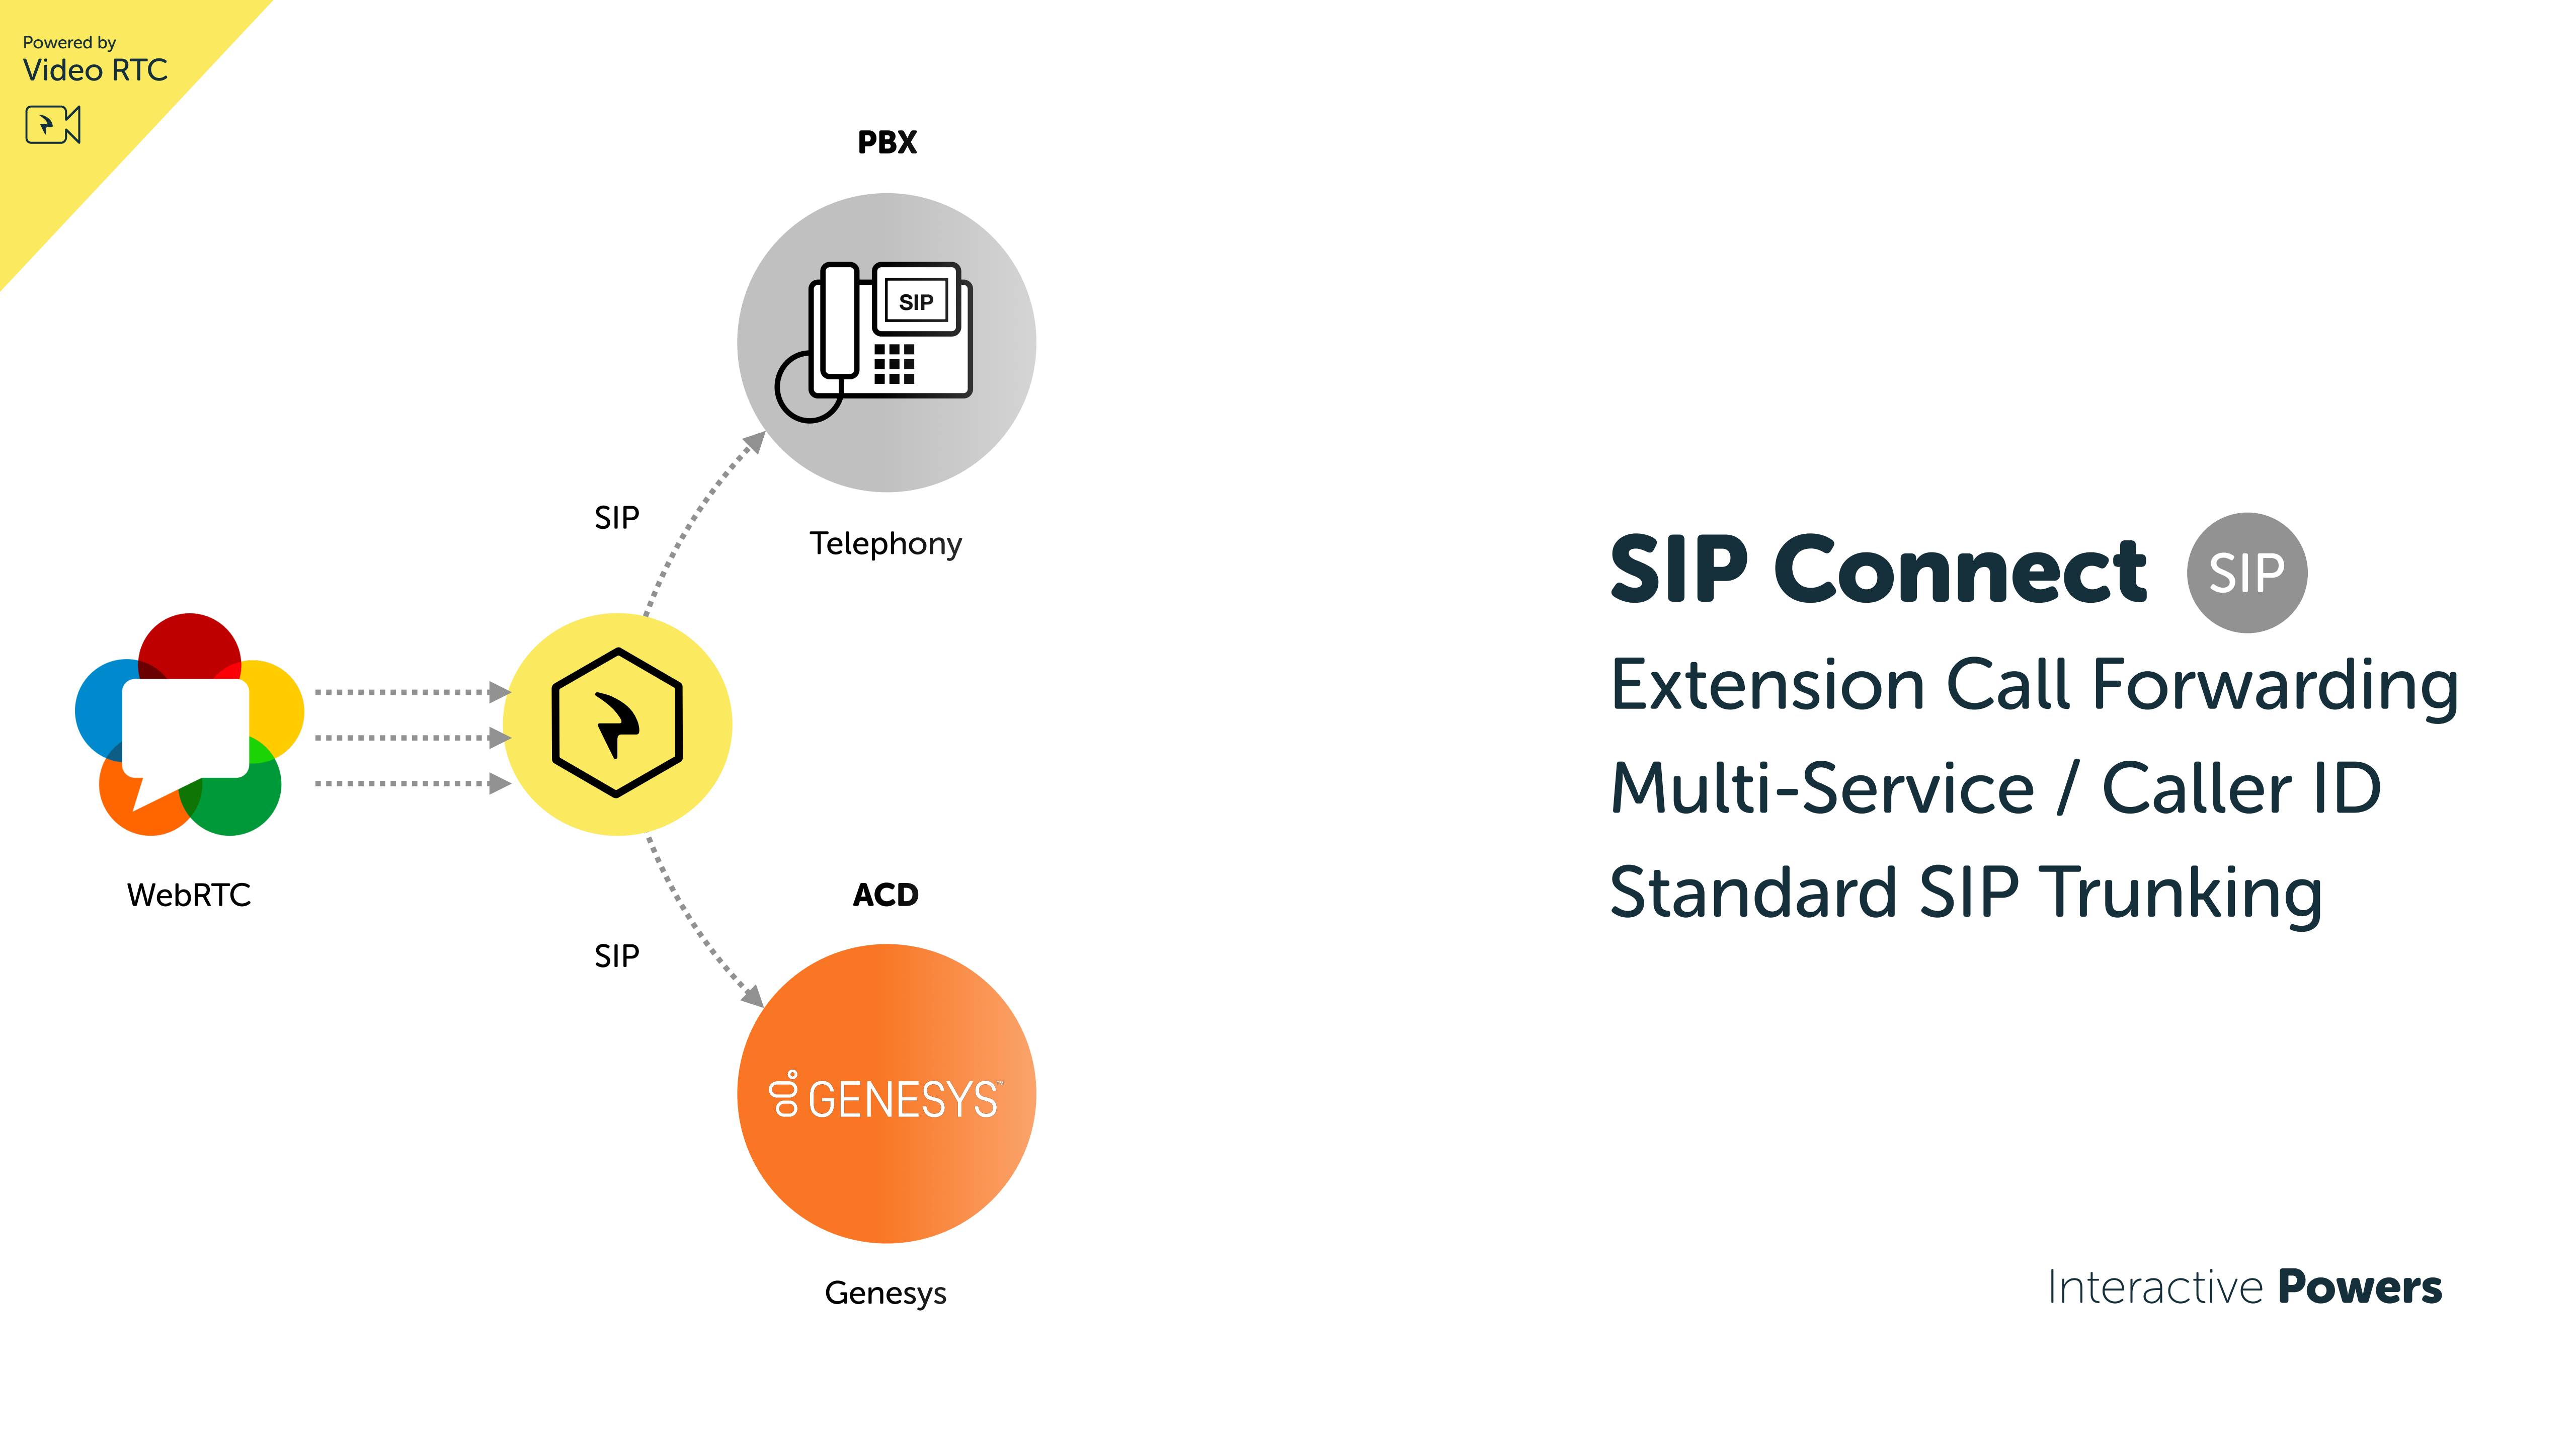 Powered by
Video RTC
PBX
SIP
Telephony
SIP
WebRTC
SIP
ACD
GENESYS™
Genesys
SIP Connect
SIP
Extension Call Forwarding
Multi-Service / Caller ID
Standard SIP Trunking
Interactive Powers